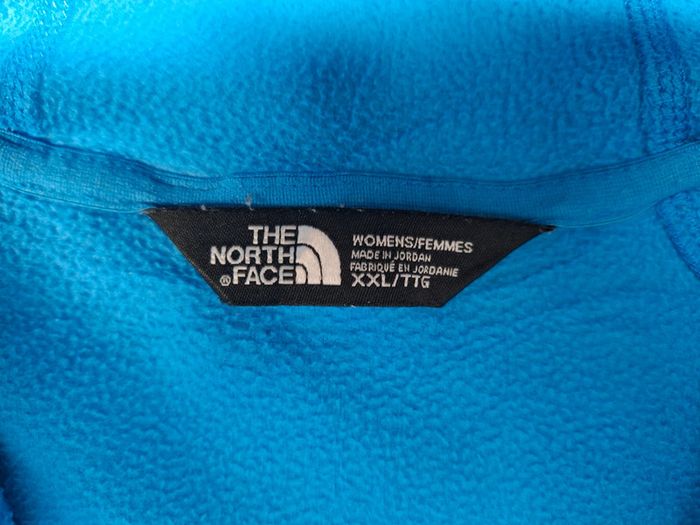 THE
NORTH
®FACE
WOMENS/FEMMES
MADE IN JORDAN
FABRIQUÉ EN JORDANIE
XXL/TTG